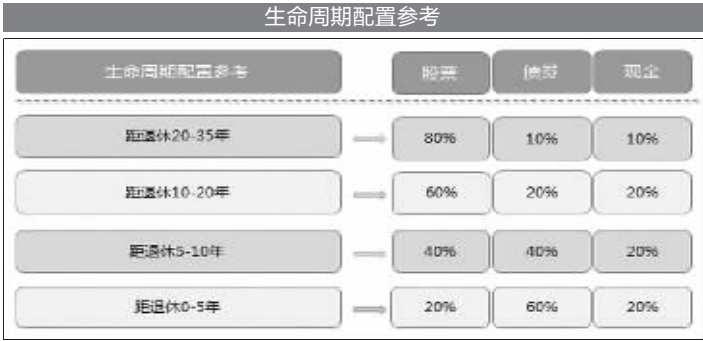 生命周期配置参考
生命周期配置参考 股票 债券 现金
距退休20-35年 80% 10% 10%
距退休10-20年 60% 20% 20%
距退休5-10年 40% 40% 20%
距退休0-5年 20% 60% 20%